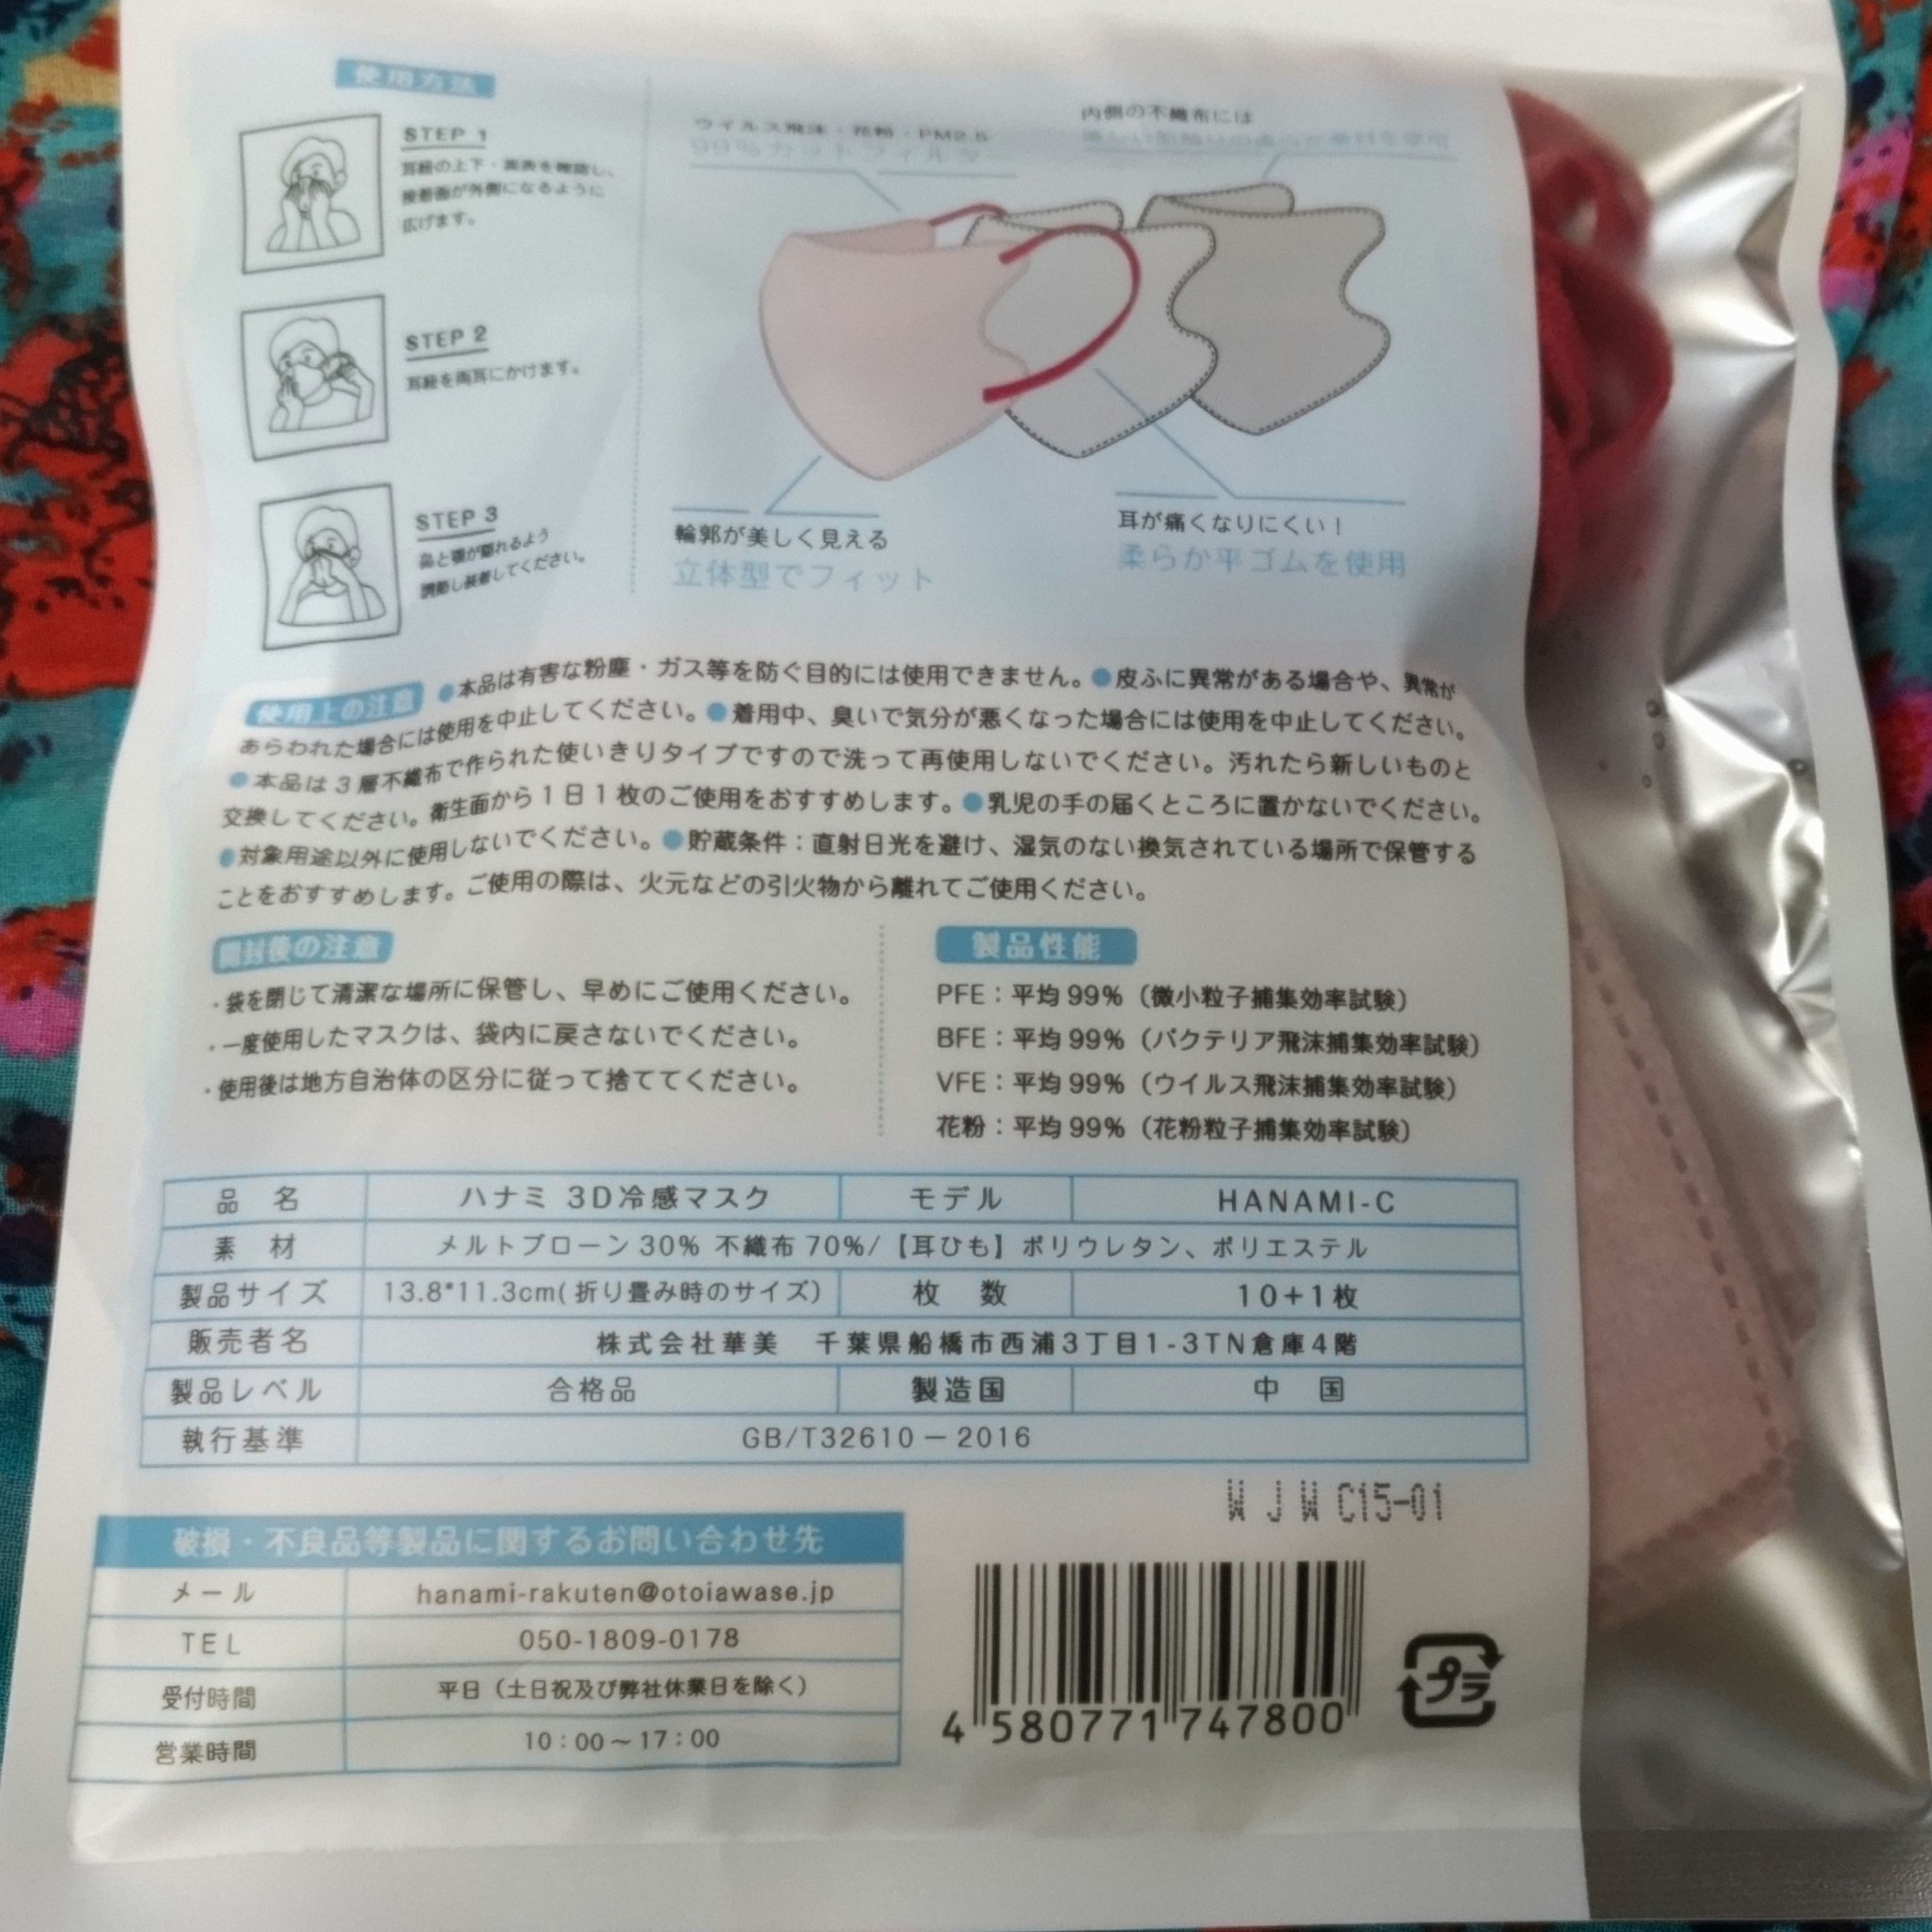 使用方法
STEP 1
耳紐の上下・裏表を確認し、
接着面が外側になるように
広げます。
STEP 2
耳紐を両耳にかけます。
STEP 3
鼻と顎が隠れるよう
調節し装着してください。
ウイルス飛沫・花粉・PM2.5
99%カットフィルタ
内側の不織布には
輪郭が美しく見える
立体型でフィット
耳が痛くなりにくい！
柔らか平ゴムを使用
使用上の注意 ●本品は有害な粉塵・ガス等を防ぐ目的には使用できません。●皮ふに異常がある場合や、異常が
あらわれた場合には使用を中止してください。●着用中、臭いで気分が悪くなった場合には使用を中止してください。
●本品は3層不織布で作られた使いきりタイプですので洗って再使用しないでください。汚れたら新しいものと
交換してください。衛生面から1日1枚のご使用をおすすめします。●乳児の手の届くところに置かないでください。
●対象用途以外に使用しないでください。●貯蔵条件：直射日光を避け、湿気のない換気されている場所で保管する
ことをおすすめします。ご使用の際は、火元などの引火物から離れてご使用ください。
開封後の注意
・袋を閉じて清潔な場所に保管し、早めにご使用ください。
・一度使用したマスクは、袋内に戻さないでください。
・使用後は地方自治体の区分に従って捨ててください。
製品性能
PFE：平均99%（微小粒子捕集効率試験）
BFE：平均99%（バクテリア飛沫捕集効率試験）
VFE：平均99%（ウイルス飛沫捕集効率試験）
花粉：平均99%（花粉粒子捕集効率試験）
品 名 ハナミ 3D冷感マスク モデル HANAMI-C
素 材 メルトブローン30% 不織布70%/【耳ひも】ポリウレタン、ポリエステル
製品サイズ 13.8*11.3cm(折り畳み時のサイズ) 枚 数 10+1枚
販売者名 株式会社華美 千葉県船橋市西浦3丁目1-3TN倉庫4階
製品レベル 合格品 製造国 中 国
執行基準 GB/T32610－2016
W J W C15-01
破損・不良品等製品に関するお問い合わせ先
メール hanami-rakuten@otoiawase.jp
TEL 050-1809-0178
受付時間 平日（土日祝及び弊社休業日を除く）
営業時間 10：00～17：00
4 580771 747800
プラ